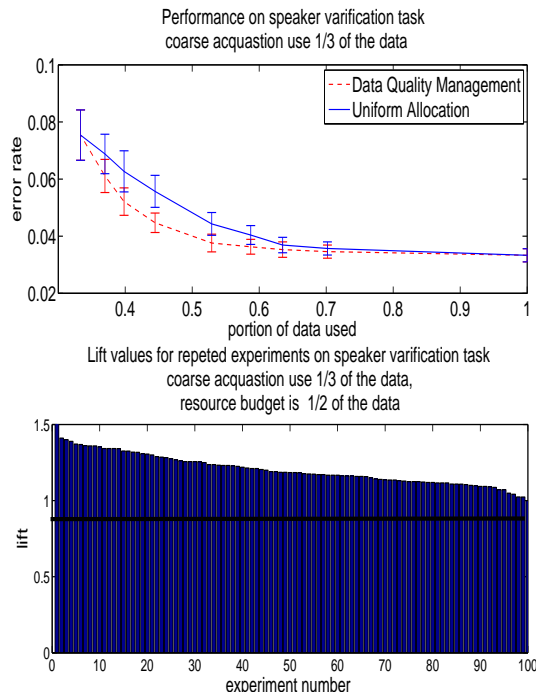 Performance on speaker varification task
coarse acquastion use 1/3 of the data
0.1
0.08
0.06
0.04
0.02
error rate
Data Quality Management
Uniform Allocation
0.4
0.5
0.6
0.7
0.8
0.9
1
portion of data used
Lift values for repeted experiments on speaker varification task
coarse acquastion use 1/3 of the data,
resource budget is 1/2 of the data
1.5
1
0.5
0
lift
0
10
20
30
40
50
60
70
80
90
100
experiment number